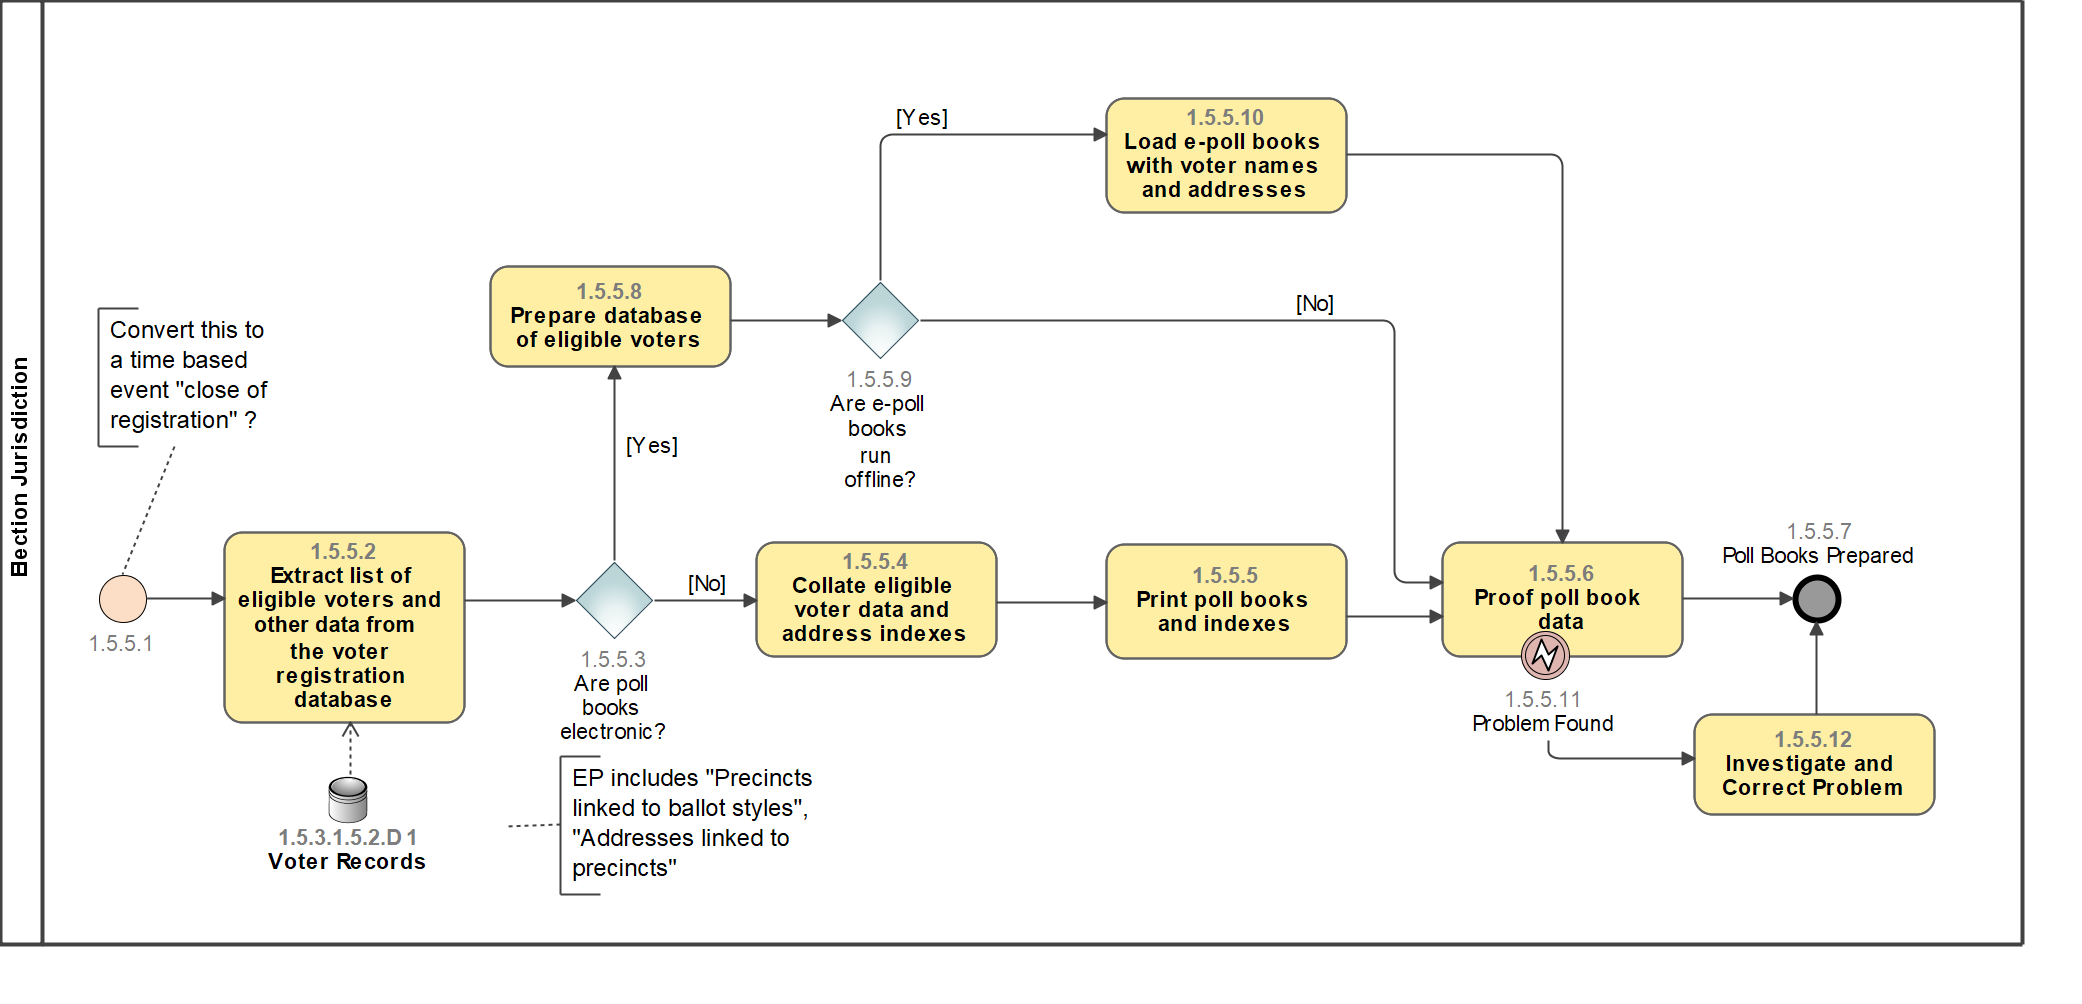 ection Jurisdiction
Convert this to
a time based
event "close of
registration" ?
1.5.5.1
1.5.5.2
Extract list of
eligible voters and
other data from
the voter
registration
database
1.5.3.1.5.2.D1
Voter Records
[Yes]
[No]
1.5.5.3
Are poll
books
electronic?
EP includes "Precincts
linked to ballot styles",
"Addresses linked to
precincts"
1.5.5.8
Prepare database
of eligible voters
1.5.5.9
Are e-poll
books
run
offline?
[Yes]
[No]
1.5.5.10
Load e-poll books
with voter names
and addresses
1.5.5.4
Collate eligible
voter data and
address indexes
1.5.5.5
Print poll books
and indexes
1.5.5.6
Proof poll book
data
1.5.5.11
Problem Found
1.5.5.7
Poll Books Prepared
1.5.5.12
Investigate and
Correct Problem